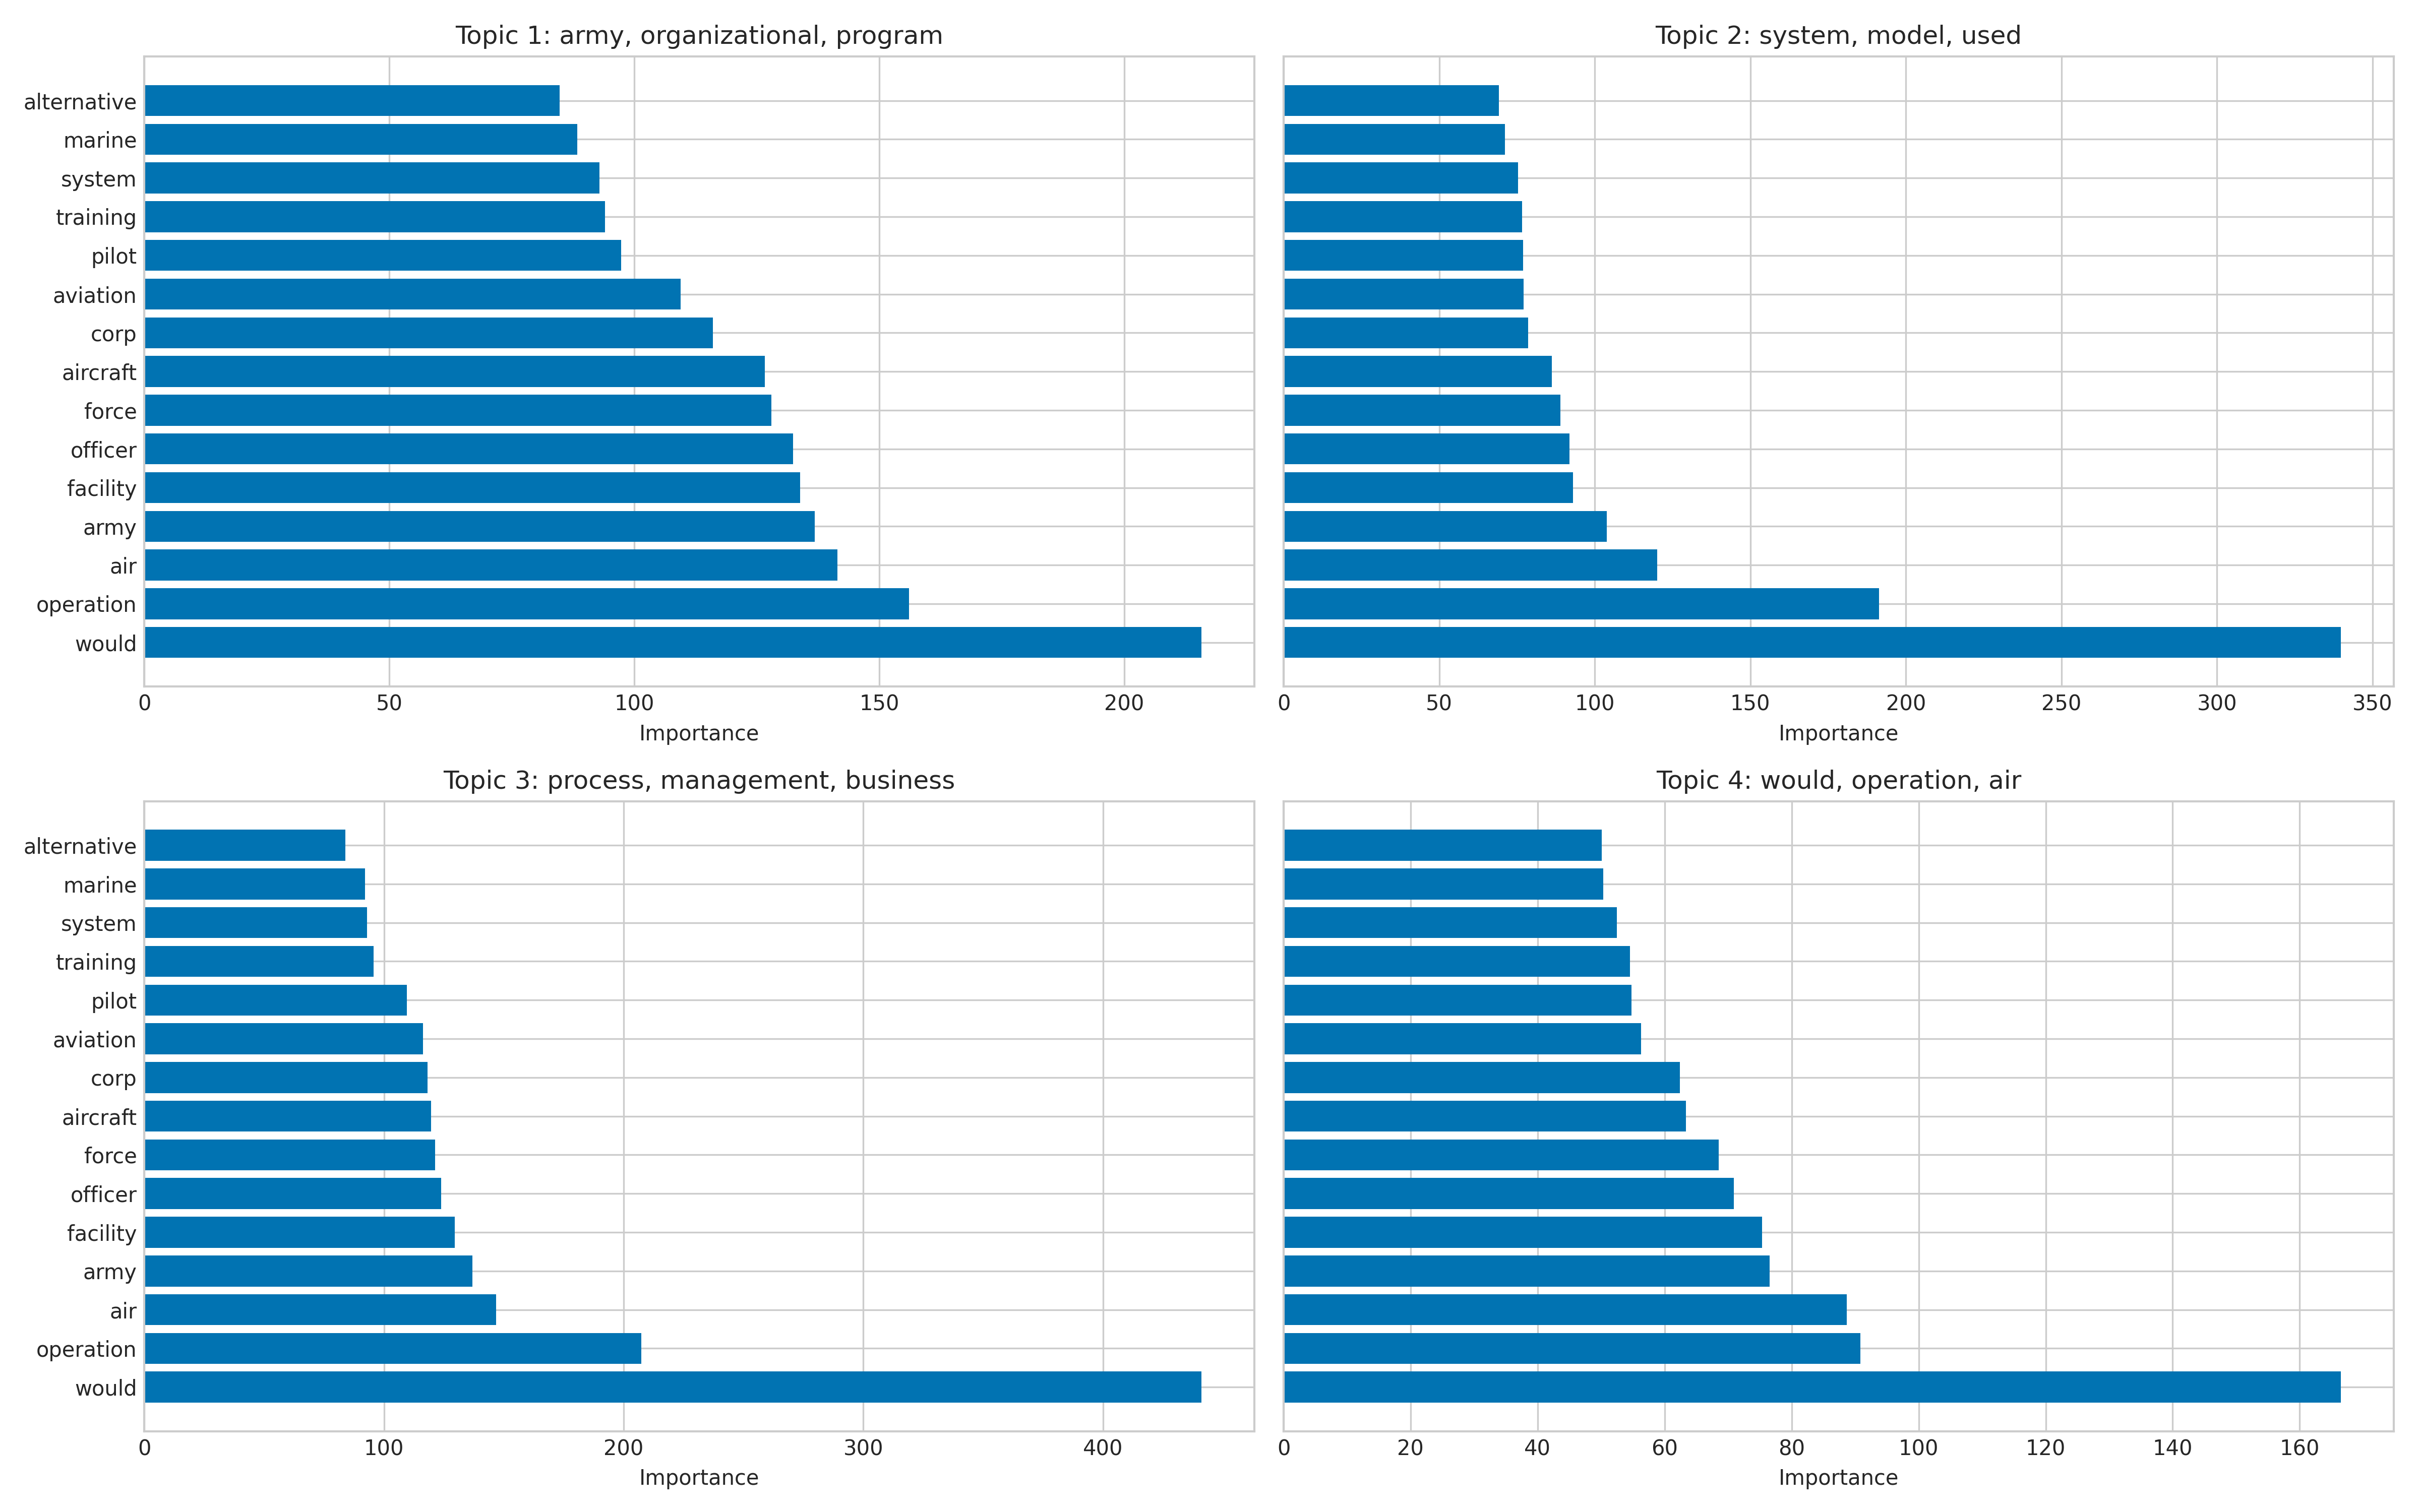 Topic 1: army, organizational, program
alternative
marine
system
training
pilot
aviation
corp
aircraft
force
officer
facility
army
air
operation
would
0 50 100 150 200
Importance
Topic 2: system, model, used
0 50 100 150 200 250 300 350
Importance
Topic 3: process, management, business
alternative
marine
system
training
pilot
aviation
corp
aircraft
force
officer
facility
army
air
operation
would
0 100 200 300 400
Importance
Topic 4: would, operation, air
0 20 40 60 80 100 120 140 160
Importance